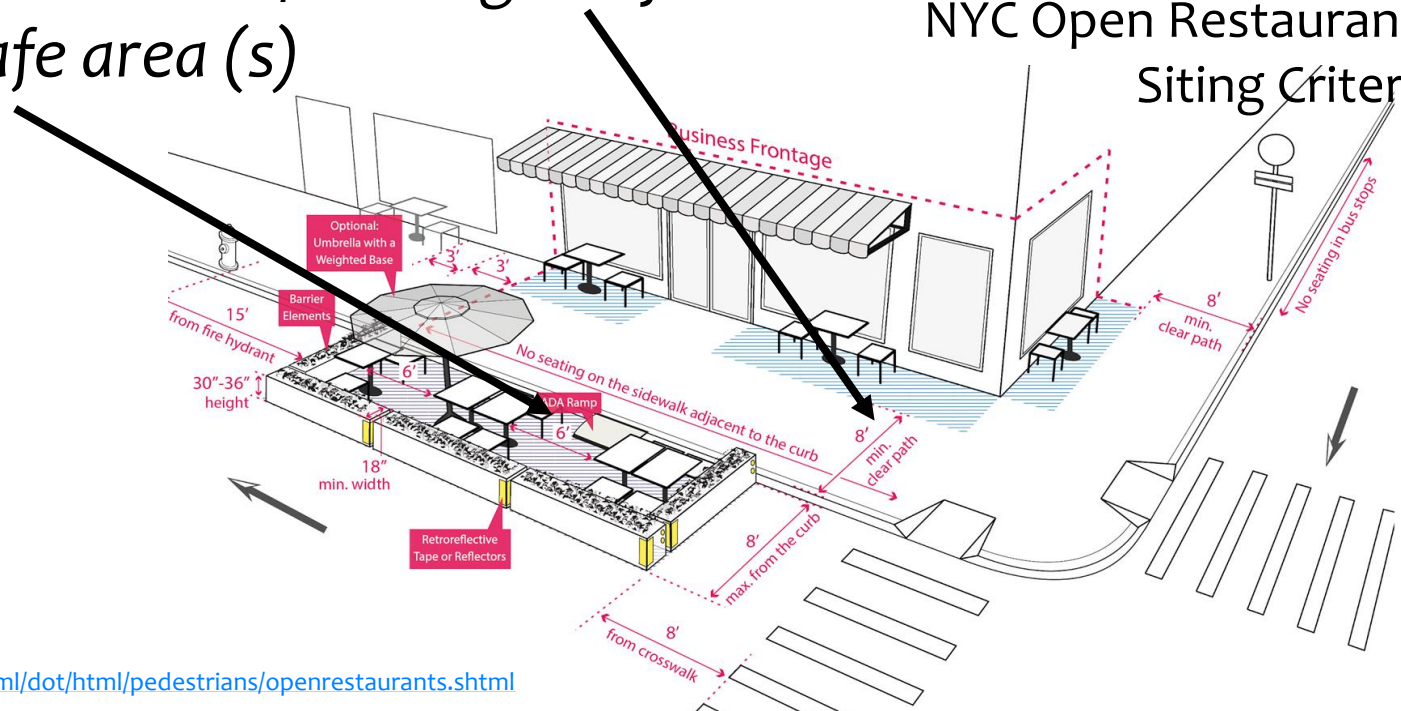 afe area (s)
NYC Open Restauran
Siting Criter
Business Frontage
Optional:
Umbrella with a
Weighted Base
3'
3'
Barrier
Elements
15'
from fire hydrant
30"-36"
height
6'
No seating on the sidewalk adjacent to the curb
ADA Ramp
6'
18"
min. width
Retroreflective
Tape or Reflectors
8'
min.
clear path
8'
max. from the curb
8'
from crosswalk
8'
min.
clear path
No seating in bus stops
ml/dot/html/pedestrians/openrestaurants.shtml